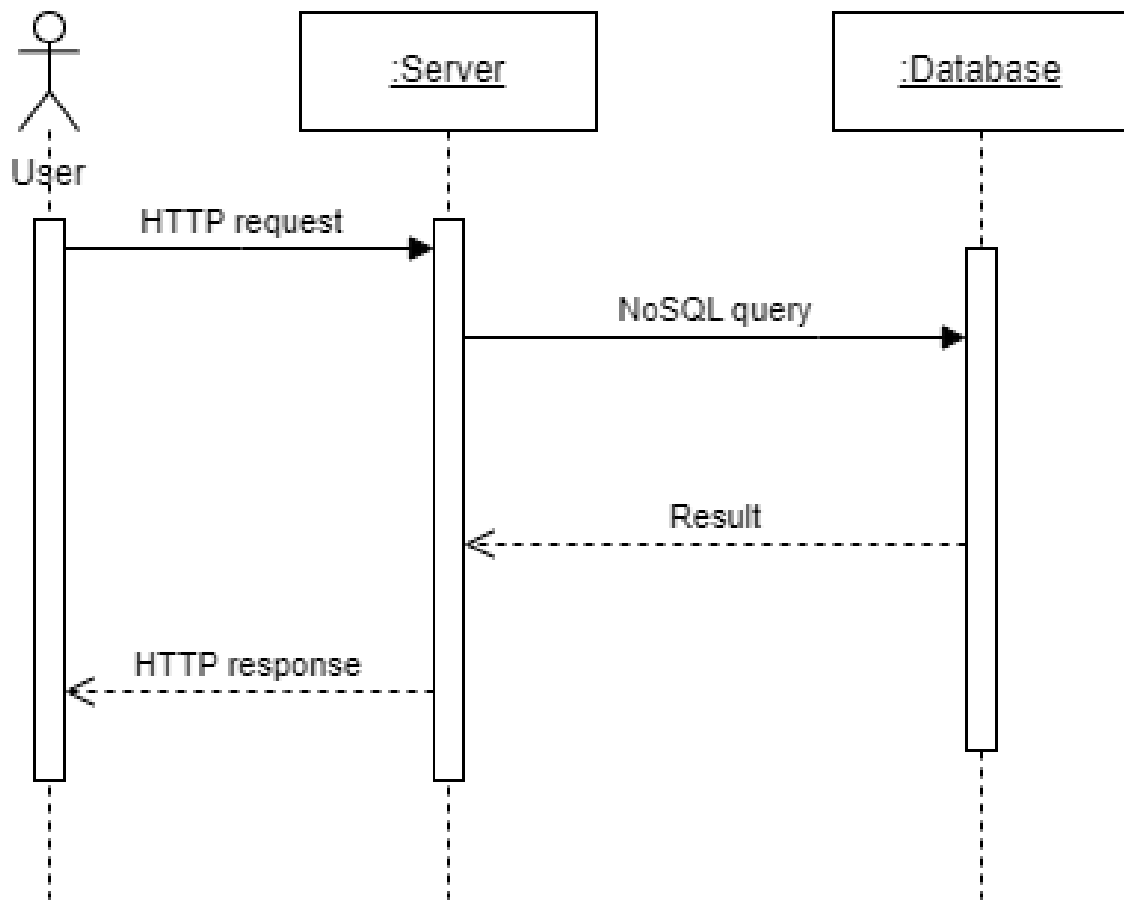 :Server
:Database
User
HTTP request
NoSQL query
Result
HTTP response